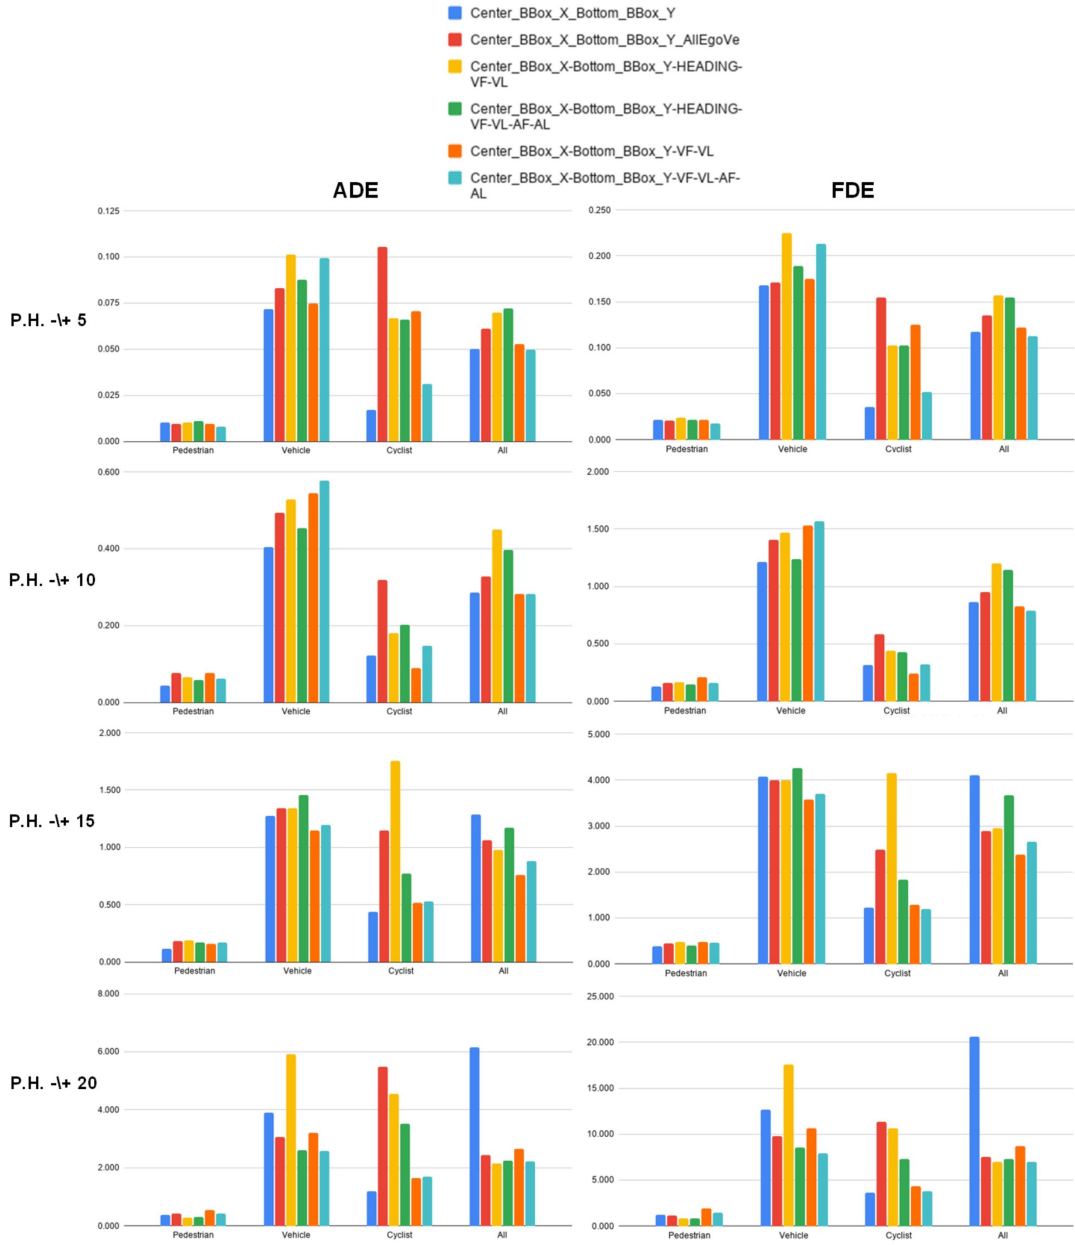 Center_BBox_X_Bottom_BBox_Y
Center_BBox_X_Bottom_BBox_Y_AllEgoVe
Center_BBox_X-Bottom_BBox_Y-HEADING-
VF-VL
Center_BBox_X-Bottom_BBox_Y-HEADING-
VF-VL-AF-AL
Center_BBox_X-Bottom_BBox_Y-VF-VL
Center_BBox_X-Bottom_BBox_Y-VF-VL-AF-
AL
ADE
FDE
P.H. -\+ 5
0.125
0.100
0.075
0.050
0.025
0.000
Pedestrian Vehicle Cyclist All
0.250
0.200
0.150
0.100
0.050
0.000
Pedestrian Vehicle Cyclist All
P.H. -\+ 10
0.600
0.400
0.200
0.000
Pedestrian Vehicle Cyclist All
2.000
1.500
1.000
0.500
0.000
Pedestrian Vehicle Cyclist All
P.H. -\+ 15
2.000
1.500
1.000
0.500
0.000
Pedestrian Vehicle Cyclist All
5.000
4.000
3.000
2.000
1.000
0.000
Pedestrian Vehicle Cyclist All
P.H. -\+ 20
8.000
6.000
4.000
2.000
0.000
Pedestrian Vehicle Cyclist All
25.000
20.000
15.000
10.000
5.000
0.000
Pedestrian Vehicle Cyclist All